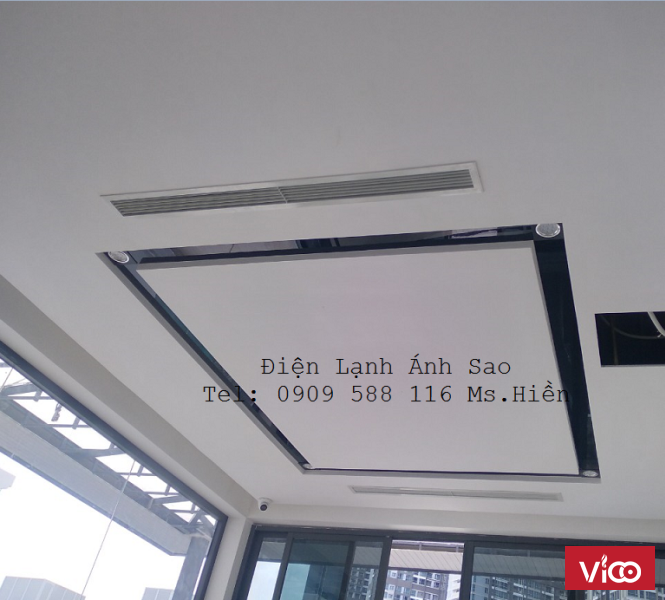 Điện Lạnh Ánh Sao
Tel: 0909 588 116 Ms.Hiền
Vico